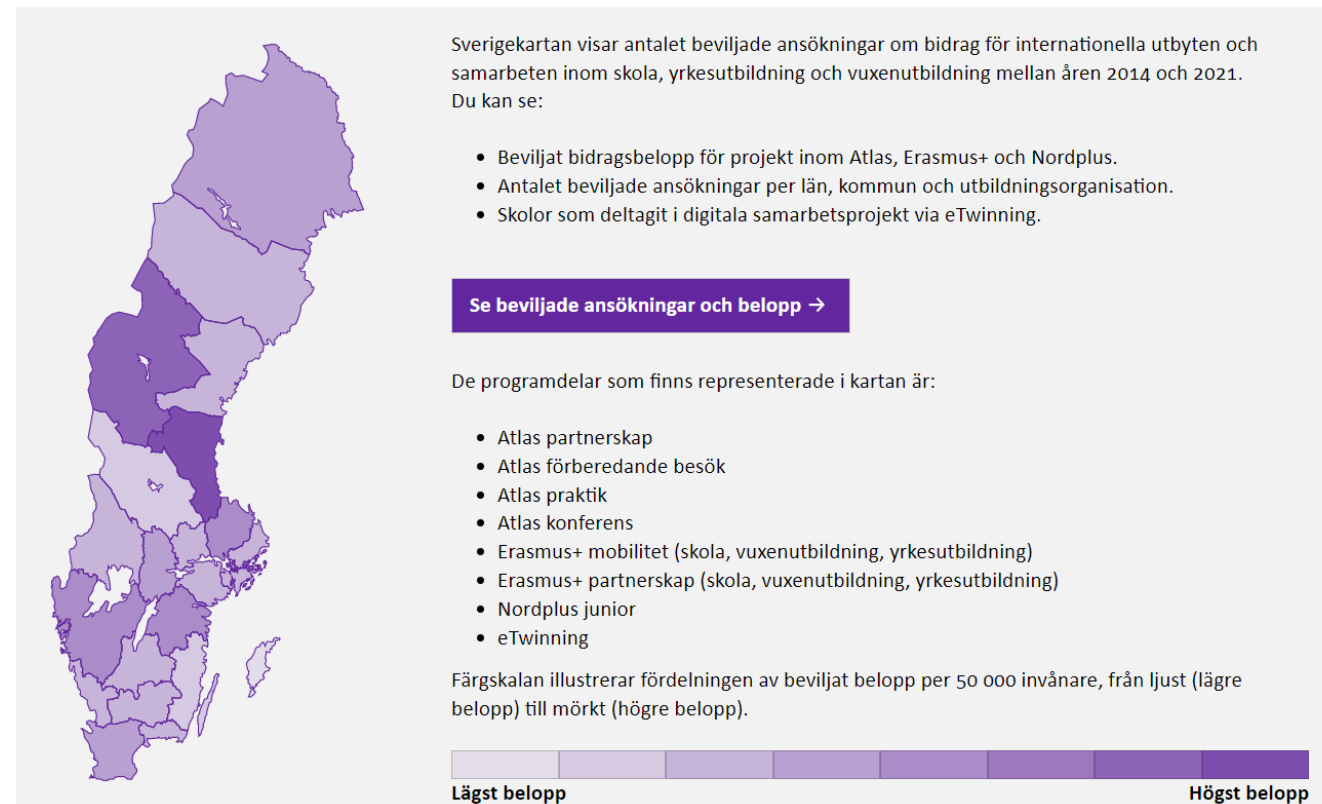 Sverigekartan visar antalet beviljade ansökningar om bidrag för internationella utbyten och
samarbeten inom skola, yrkesutbildning och vuxenutbildning mellan åren 2014 och 2021.
Du kan se:
• Beviljat bidragsbelopp för projekt inom Atlas, Erasmus+ och Nordplus.
• Antalet beviljade ansökningar per län, kommun och utbildningsorganisation.
• Skolor som deltagit i digitala samarbetsprojekt via eTwinning.
Se beviljade ansökningar och belopp →
De programdelar som finns representerade i kartan är:
• Atlas partnerskap
• Atlas förberedande besök
• Atlas praktik
• Atlas konferens
• Erasmus+ mobilitet (skola, vuxenutbildning, yrkesutbildning)
• Erasmus+ partnerskap (skola, vuxenutbildning, yrkesutbildning)
• Nordplus junior
• eTwinning
Färgskalan illustrerar fördelningen av beviljat belopp per 50 000 invånare, från ljust (lägre
belopp) till mörkt (högre belopp).
Lägst belopp Högst belopp